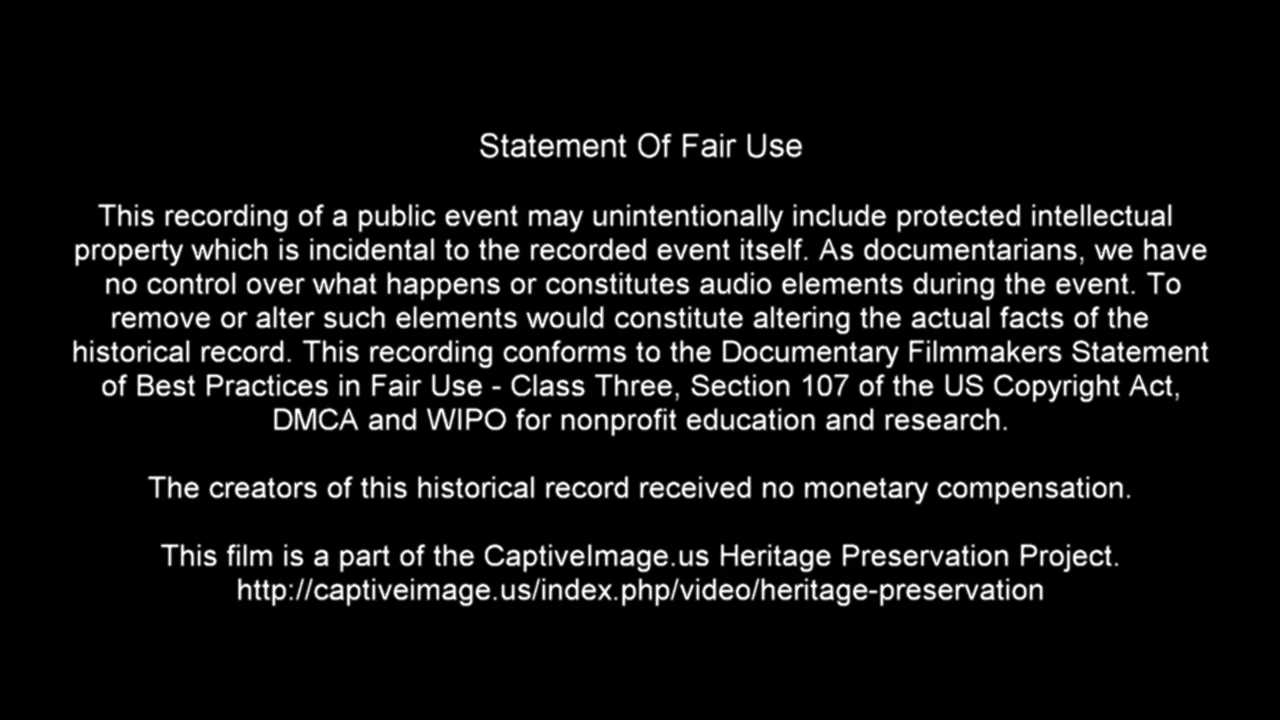 Statement Of Fair Use
This recording of a public event may unintentionally include protected intellectual
property which is incidental to the recorded event itself. As documentarians, we have
no control over what happens or constitutes audio elements during the event. To
remove or alter such elements would constitute altering the actual facts of the
historical record. This recording conforms to the Documentary Filmmakers Statement
of Best Practices in Fair Use - Class Three, Section 107 of the US Copyright Act,
DMCA and WIPO for nonprofit education and research.
The creators of this historical record received no monetary compensation.
This film is a part of the CaptiveImage.us Heritage Preservation Project.
http://captiveimage.us/index.php/video/heritage-preservation